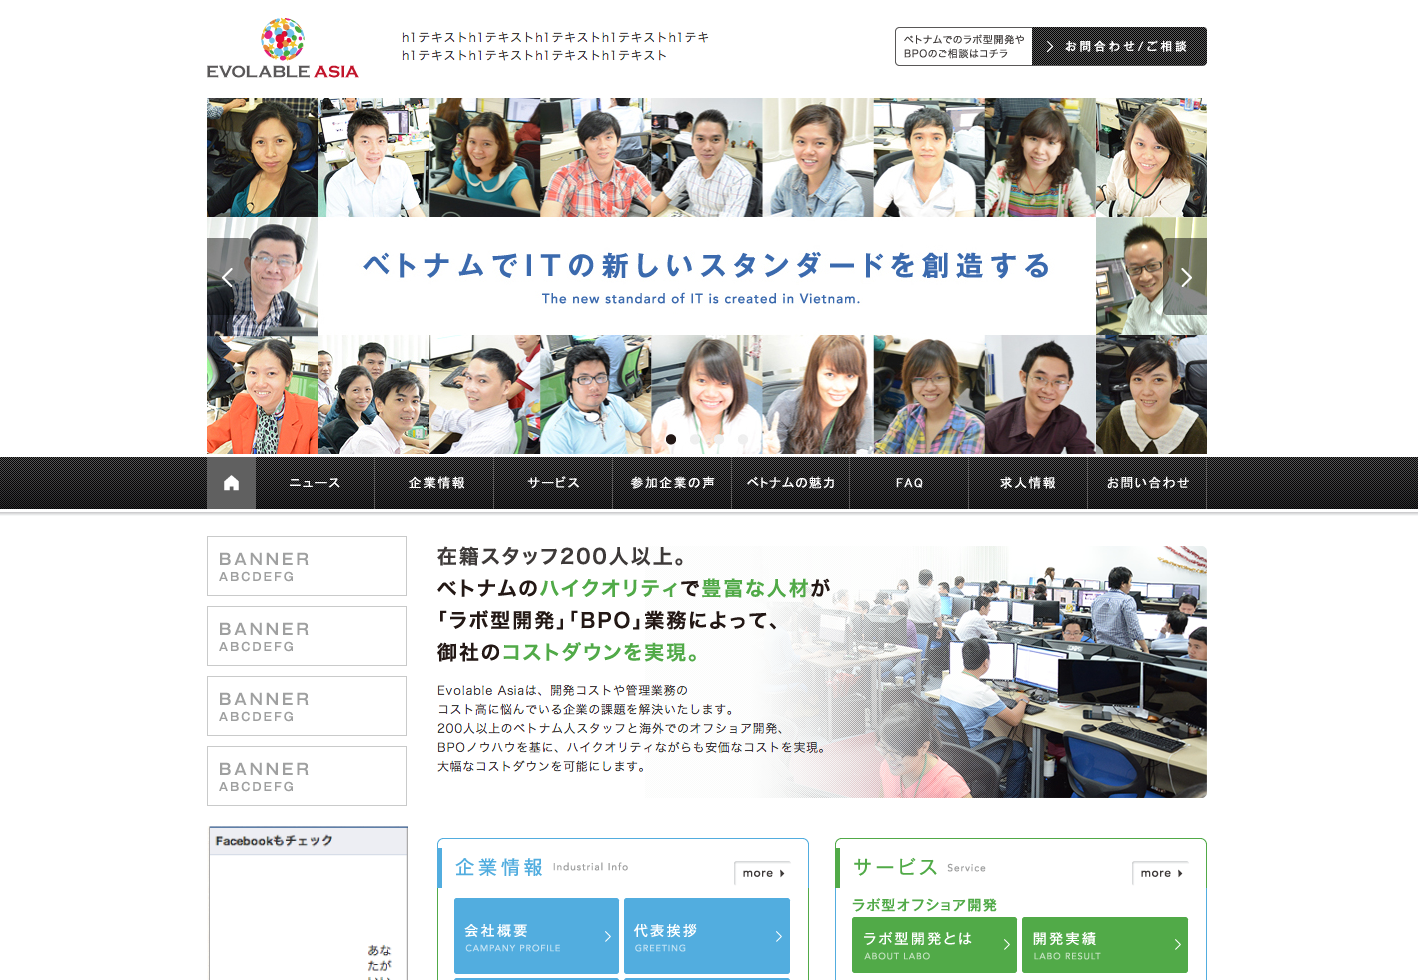 EVOLABLE ASIA
h1テキストh1テキストh1テキストh1テキストh1テキ
h1テキストh1テキストh1テキストh1テキスト
ベトナムでのラボ型開発や
BPOのご相談はコチラ
お問合わせ/ご相談
ベトナムでITの新しいスタンダードを創造する
The new standard of IT is created in Vietnam.
ニュース
企業情報
サービス
参加企業の声
ベトナムの魅力
FAQ
求人情報
お問い合わせ
BANNER
ABCDEFG
BANNER
ABCDEFG
BANNER
ABCDEFG
BANNER
ABCDEFG
Facebookもチェック
あな
たが
いい
在籍スタッフ200人以上。
ベトナムのハイクオリティで豊富な人材が
「ラボ型開発」「BPO」業務によって、
御社のコストダウンを実現。
Evolable Asiaは、開発コストや管理業務の
コスト高に悩んでいる企業の課題を解決いたします。
200人以上のベトナム人スタッフと海外でのオフショア開発、
BPOノウハウを基に、ハイクオリティながらも安価なコストを実現。
大幅なコストダウンを可能にします。
企業情報 Industrial Info
more
会社概要
CAMPANY PROFILE
代表挨拶
GREETING
サービス Service
more
ラボ型オフショア開発
ラボ型開発とは
ABOUT LABO
開発実績
LABO RESULT